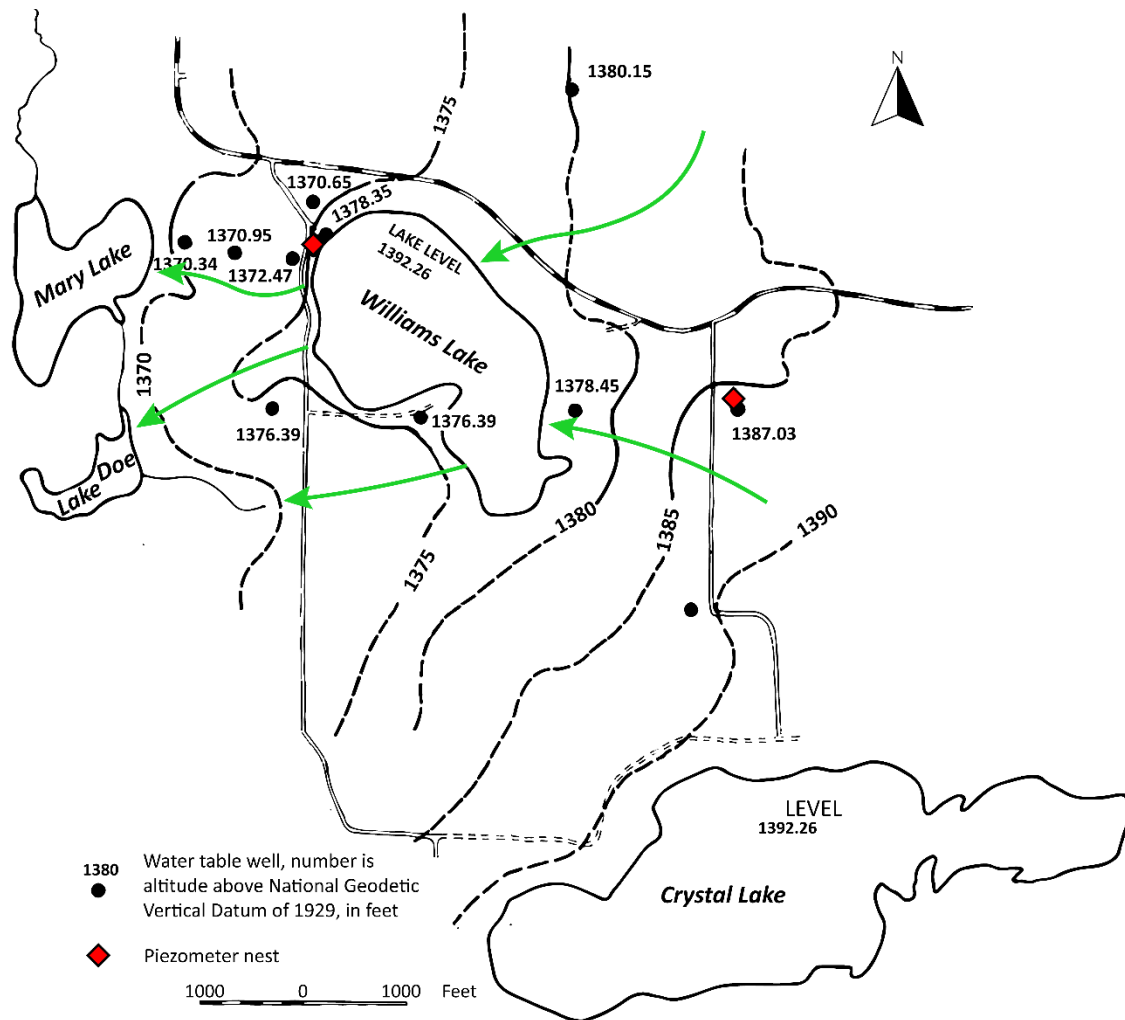 N
1380.15
1375
1370.65
1378.35
LAKE LEVEL
1392.26
1370.95
1370.34
1372.47
Mary Lake
Williams Lake
1370
1378.45
1376.39
1376.39
1387.03
Lake Doe
1380
1385
1390
1375
LEVEL
1392.26
Crystal Lake
1380
Water table well, number is
altitude above National Geodetic
Vertical Datum of 1929, in feet
Piezometer nest
1000 0 1000 Feet